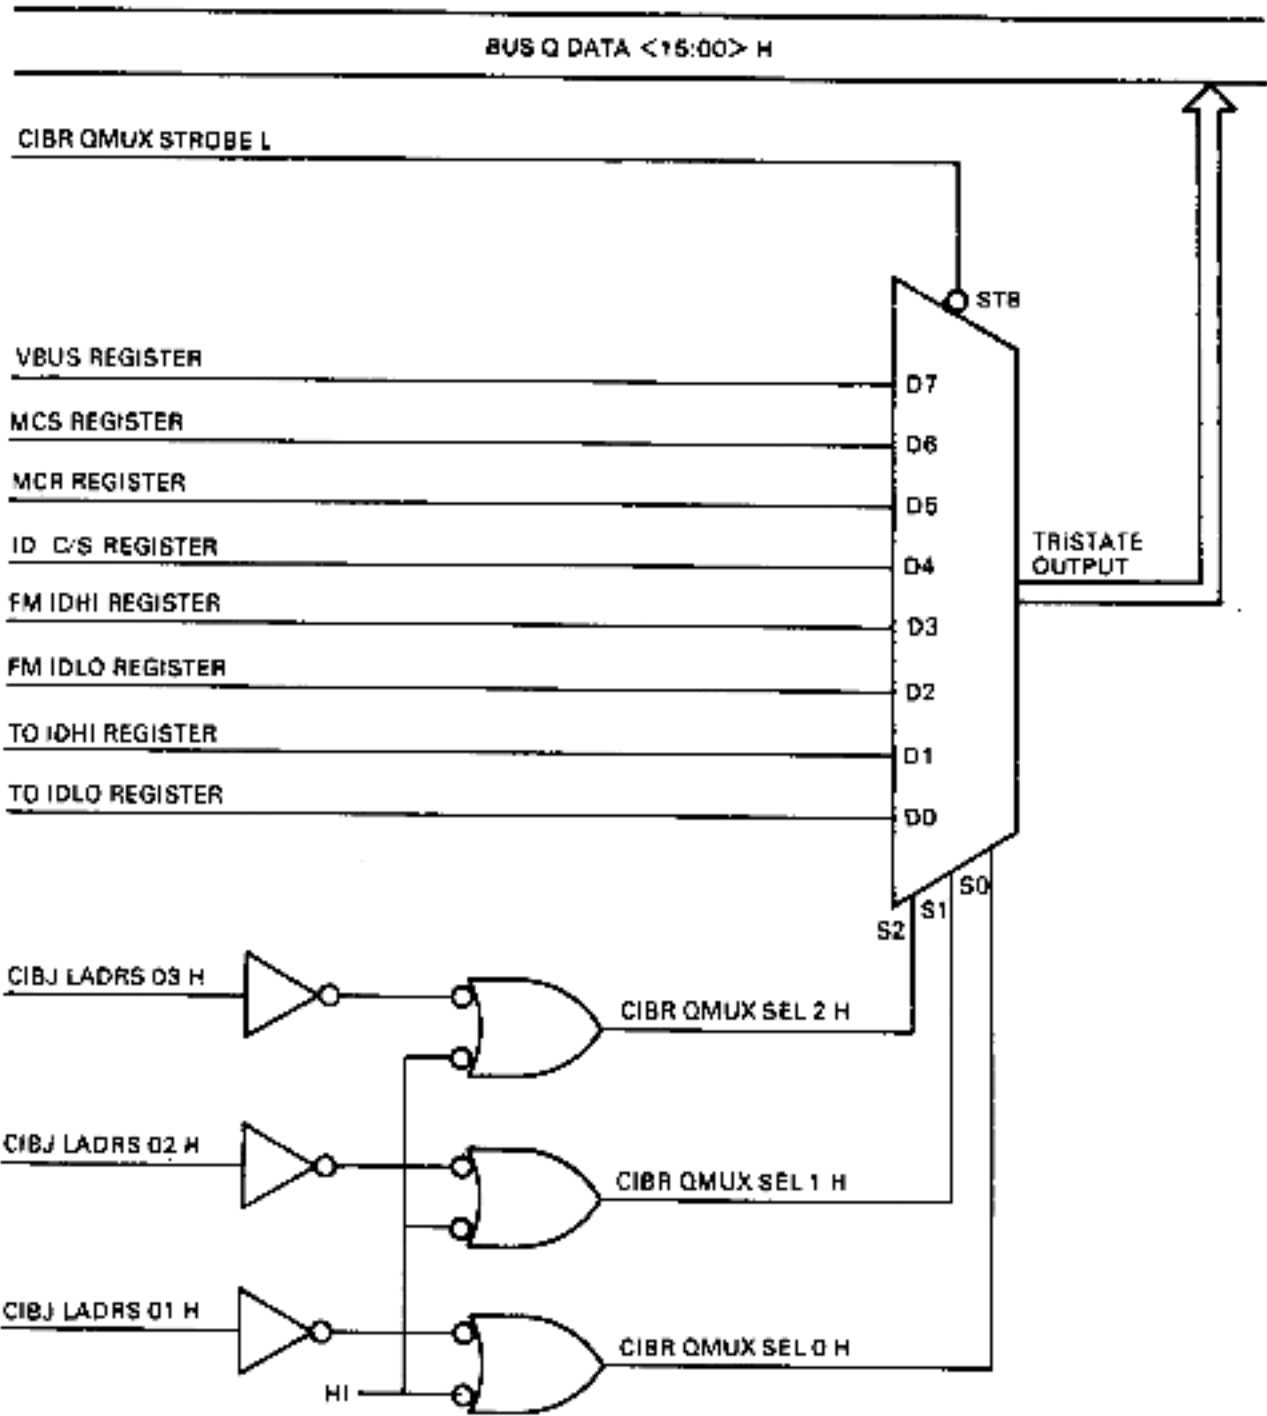 BUS Q DATA <15:00> H
CIBR QMUX STROBE L
STB
VBUS REGISTER
D7
MCS REGISTER
D6
MCR REGISTER
D5
ID C/S REGISTER
D4
TRISTATE
OUTPUT
FM IDHI REGISTER
D3
FM IDLO REGISTER
D2
TO IDHI REGISTER
D1
TO IDLO REGISTER
D0
S0
S1
S2
CIBJ LADRS 03 H
CIBR QMUX SEL 2 H
CIBJ LADRS 02 H
CIBR QMUX SEL 1 H
CIBJ LADRS 01 H
CIBR QMUX SEL 0 H
HI